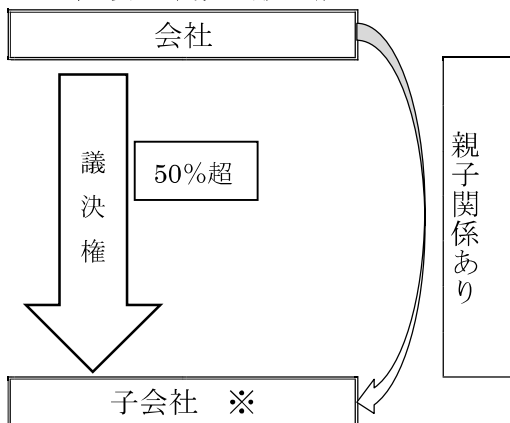 会社
議決権
50%超
親子関係あり
子会社　※